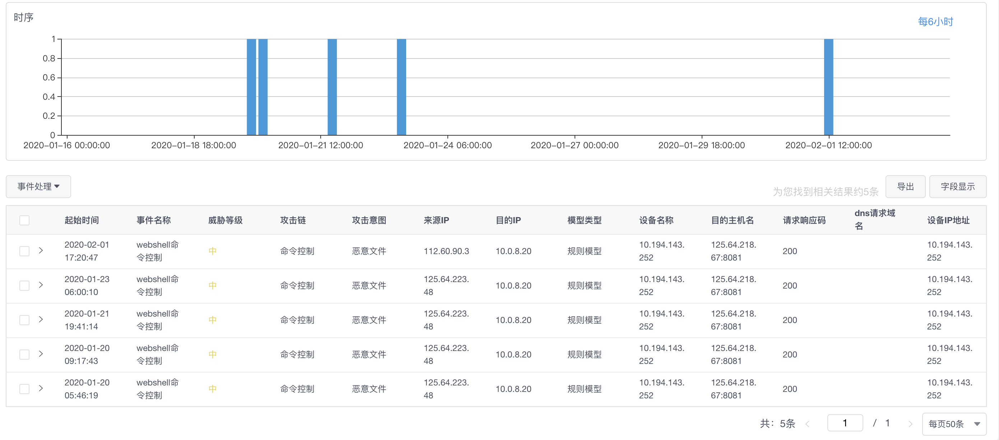 时序
每6小时
1
0.8
0.6
0.4
0.2
0
2020-01-16 00:00:00 2020-01-18 18:00:00 2020-01-21 12:00:00 2020-01-24 06:00:00 2020-01-27 00:00:00 2020-01-29 18:00:00 2020-02-01 12:00:00
事件处理
为您找到相关结果约5条 导出 字段显示
起始时间 事件名称 威胁等级 攻击链 攻击意图 来源IP 目的IP 模型类型 设备名称 目的主机名 请求响应码 dns请求域名 设备IP地址
2020-02-01 17:20:47 webshell命令控制 中 命令控制 恶意文件 112.60.90.3 10.0.8.20 规则模型 10.194.143.252 125.64.218.67:8081 200 10.194.143.252
2020-01-23 06:00:10 webshell命令控制 中 命令控制 恶意文件 125.64.223.48 10.0.8.20 规则模型 10.194.143.252 125.64.218.67:8081 200 10.194.143.252
2020-01-21 19:41:14 webshell命令控制 中 命令控制 恶意文件 125.64.223.48 10.0.8.20 规则模型 10.194.143.252 125.64.218.67:8081 200 10.194.143.252
2020-01-20 09:17:43 webshell命令控制 中 命令控制 恶意文件 125.64.223.48 10.0.8.20 规则模型 10.194.143.252 125.64.218.67:8081 200 10.194.143.252
2020-01-20 05:46:19 webshell命令控制 中 命令控制 恶意文件 125.64.223.48 10.0.8.20 规则模型 10.194.143.252 125.64.218.67:8081 200 10.194.143.252
共: 5条 < 1 / 1 > 每页50条